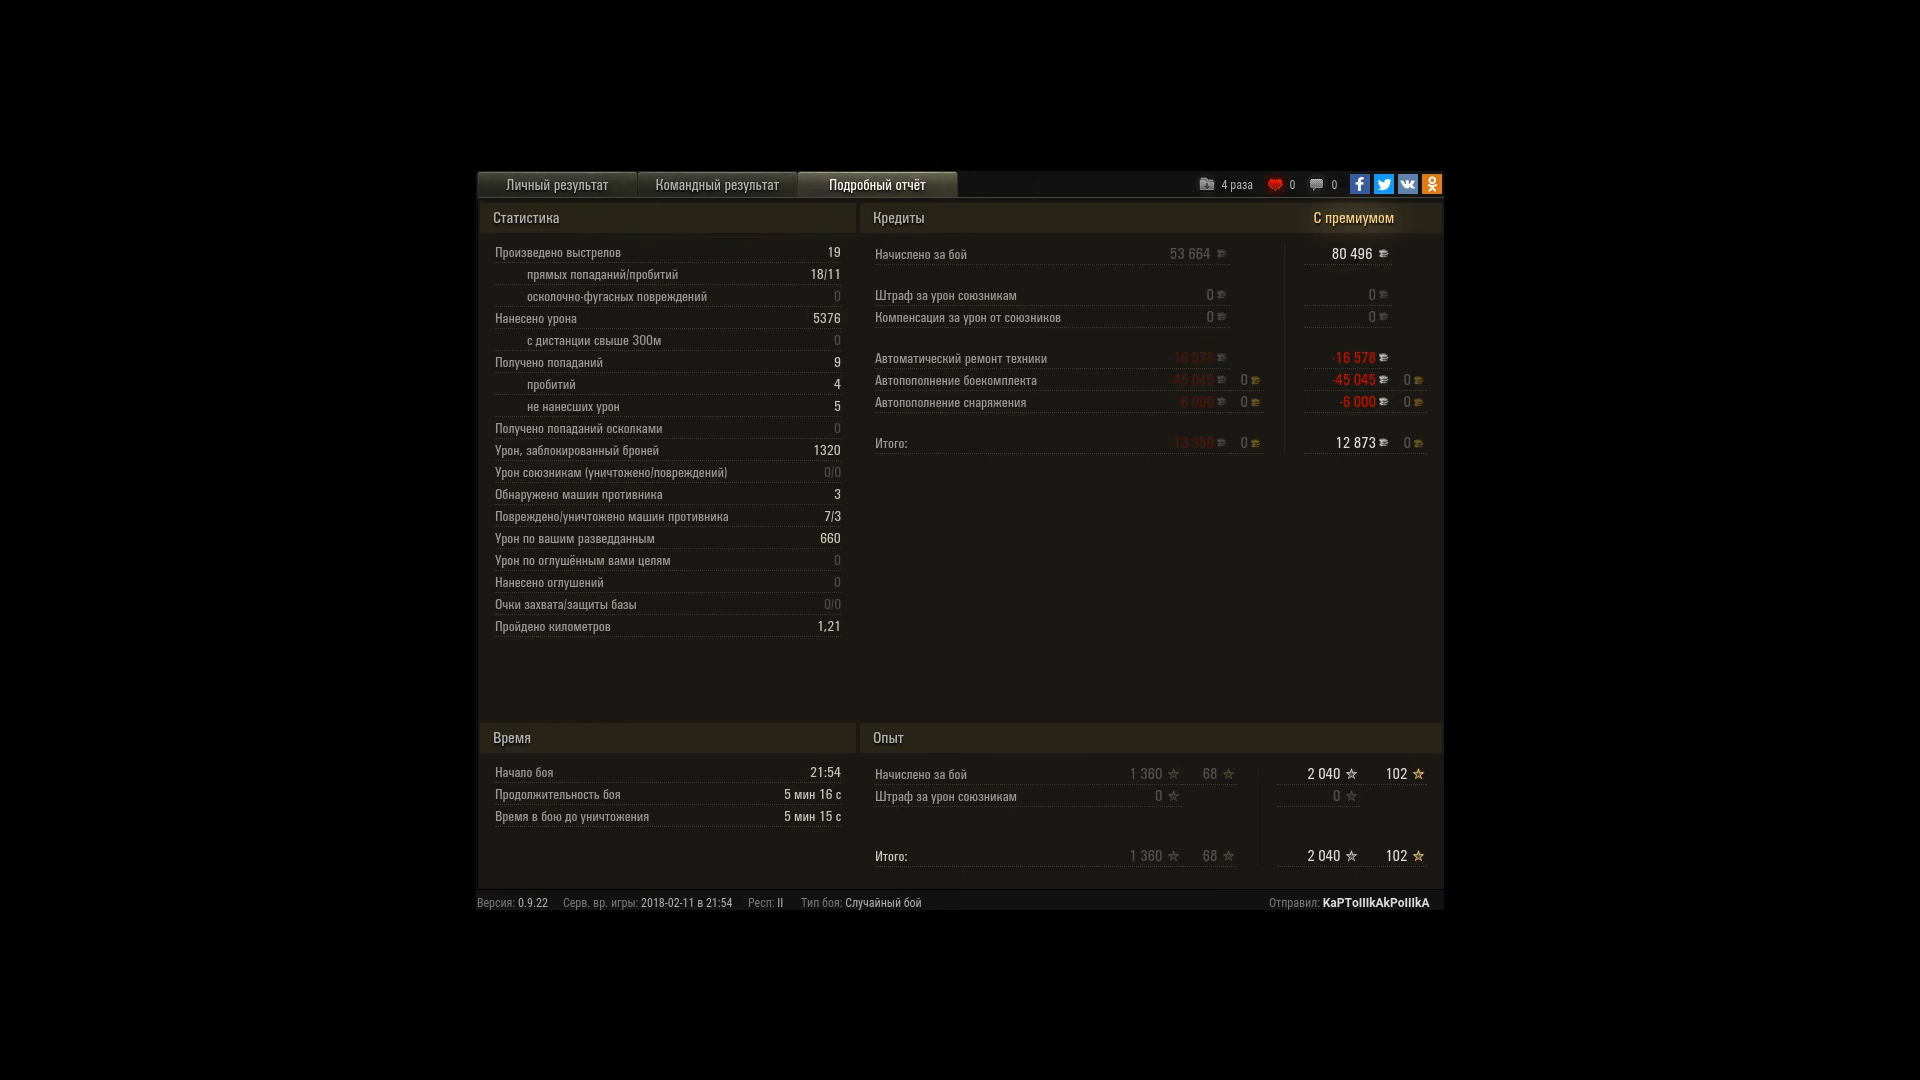 Личный результат Командный результат Подробный отчёт 4 раза 0 0
Статистика
Произведено выстрелов 19
прямых попаданий/пробитий 18/11
осколочно-фугасных повреждений 0
Нанесено урона 5376
с дистанции свыше 300м 0
Получено попаданий 9
пробитий 4
не нанесших урон 5
Получено попаданий осколками 0
Урон, заблокированный броней 1320
Урон союзникам (уничтожено/повреждений) 0/0
Обнаружено машин противника 3
Повреждено/уничтожено машин противника 7/3
Урон по вашим разведданным 660
Урон по оглушённым вами целям 0
Нанесено оглушений 0
Очки захвата/защиты базы 0/0
Пройдено километров 1,21
Кредиты С премиумом
Начислено за бой 53 664 80 496
Штраф за урон союзникам 0 0
Компенсация за урон от союзников 0 0
Автоматический ремонт техники -16 578 -16 578
Автопополнение боекомплекта -45 045 0 -45 045 0
Автопополнение снаряжения -6 000 0 -6 000 0
Итого: -13 959 0 12 873 0
Время
Начало боя 21:54
Продолжительность боя 5 мин 16 с
Время в бою до уничтожения 5 мин 15 с
Опыт
Начислено за бой 1 360 68 2 040 102
Штраф за урон союзникам 0 0
Итого: 1 360 68 2 040 102
Версия: 0.9.22 Серв. вр. игры: 2018-02-11 в 21:54 Респ: II Тип боя: Случайный бой Отправил: KaPToIIIkAkPoIIIkA